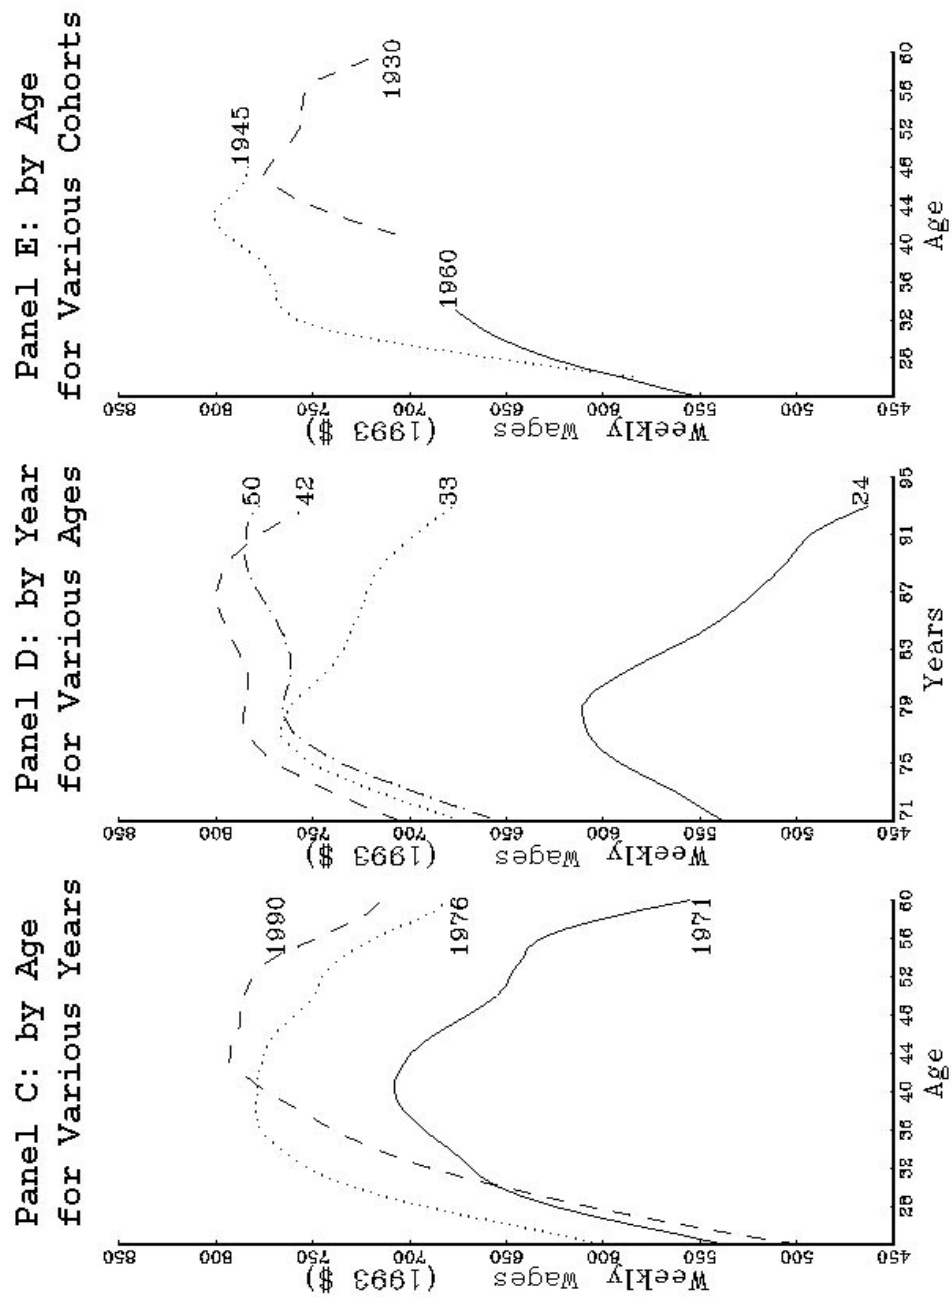 Panel C: by Age
for Various Years
Weekly Wages
(1993 $)
850
800
750
700
650
600
550
500
450
1990
1976
1971
28 32 36 40 44 48 52 56 60
Age
Panel D: by Year
for Various Ages
Weekly Wages
(1993 $)
850
800
750
700
650
600
550
500
450
50
42
33
24
71 75 79 83 87 91 95
Years
Panel E: by Age
for Various Cohorts
Weekly Wages
(1993 $)
850
800
750
700
650
600
550
500
450
1945
1930
1960
28 32 36 40 44 48 52 56 60
Age